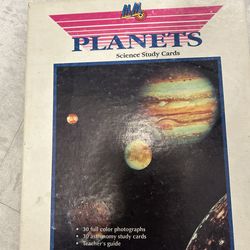 PLANETS
Science Study Cards
• 30 full color photographs
• 30 astronomy study cards
• Teacher's guide